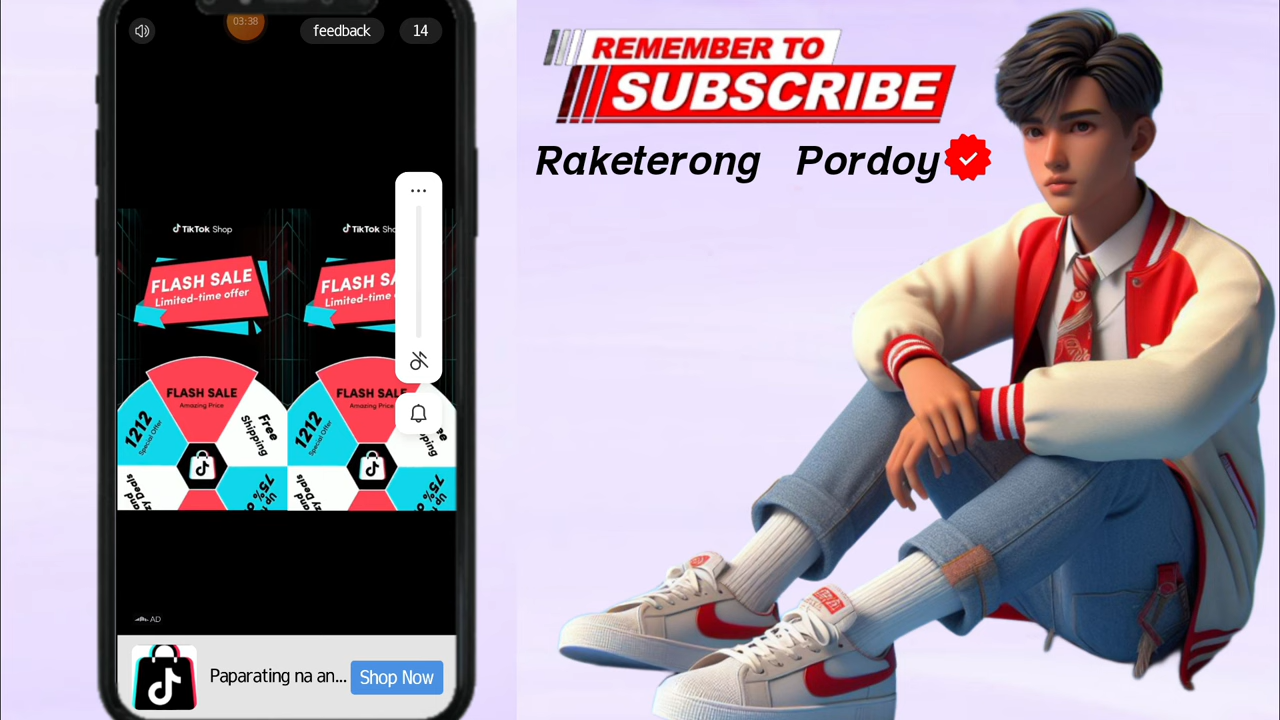 03:38
feedback
14
TikTok Shop
TikTok Sho
FLASH SALE
Limited-time offer
FLASH SA
Limited-time
FLASH SALE
Amazing Price
1212
Special Offer
Free
Shipping
FLASH SALE
Amazing Price
1212
Special Offer
AD
Paparating na an...
Shop Now
REMEMBER TO
SUBSCRIBE
Raketerong Pordoy